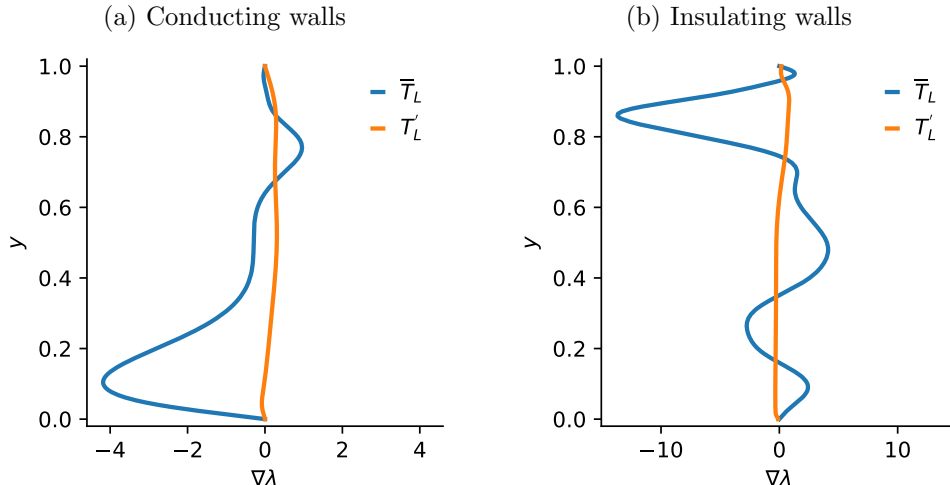 (a) Conducting walls
1.0
0.8
0.6
0.4
0.2
0.0
y
−4
−2
0
2
4
∇λ
T̅_L
T′_L
(b) Insulating walls
1.0
0.8
0.6
0.4
0.2
0.0
y
−10
0
10
∇λ
T̅_L
T′_L